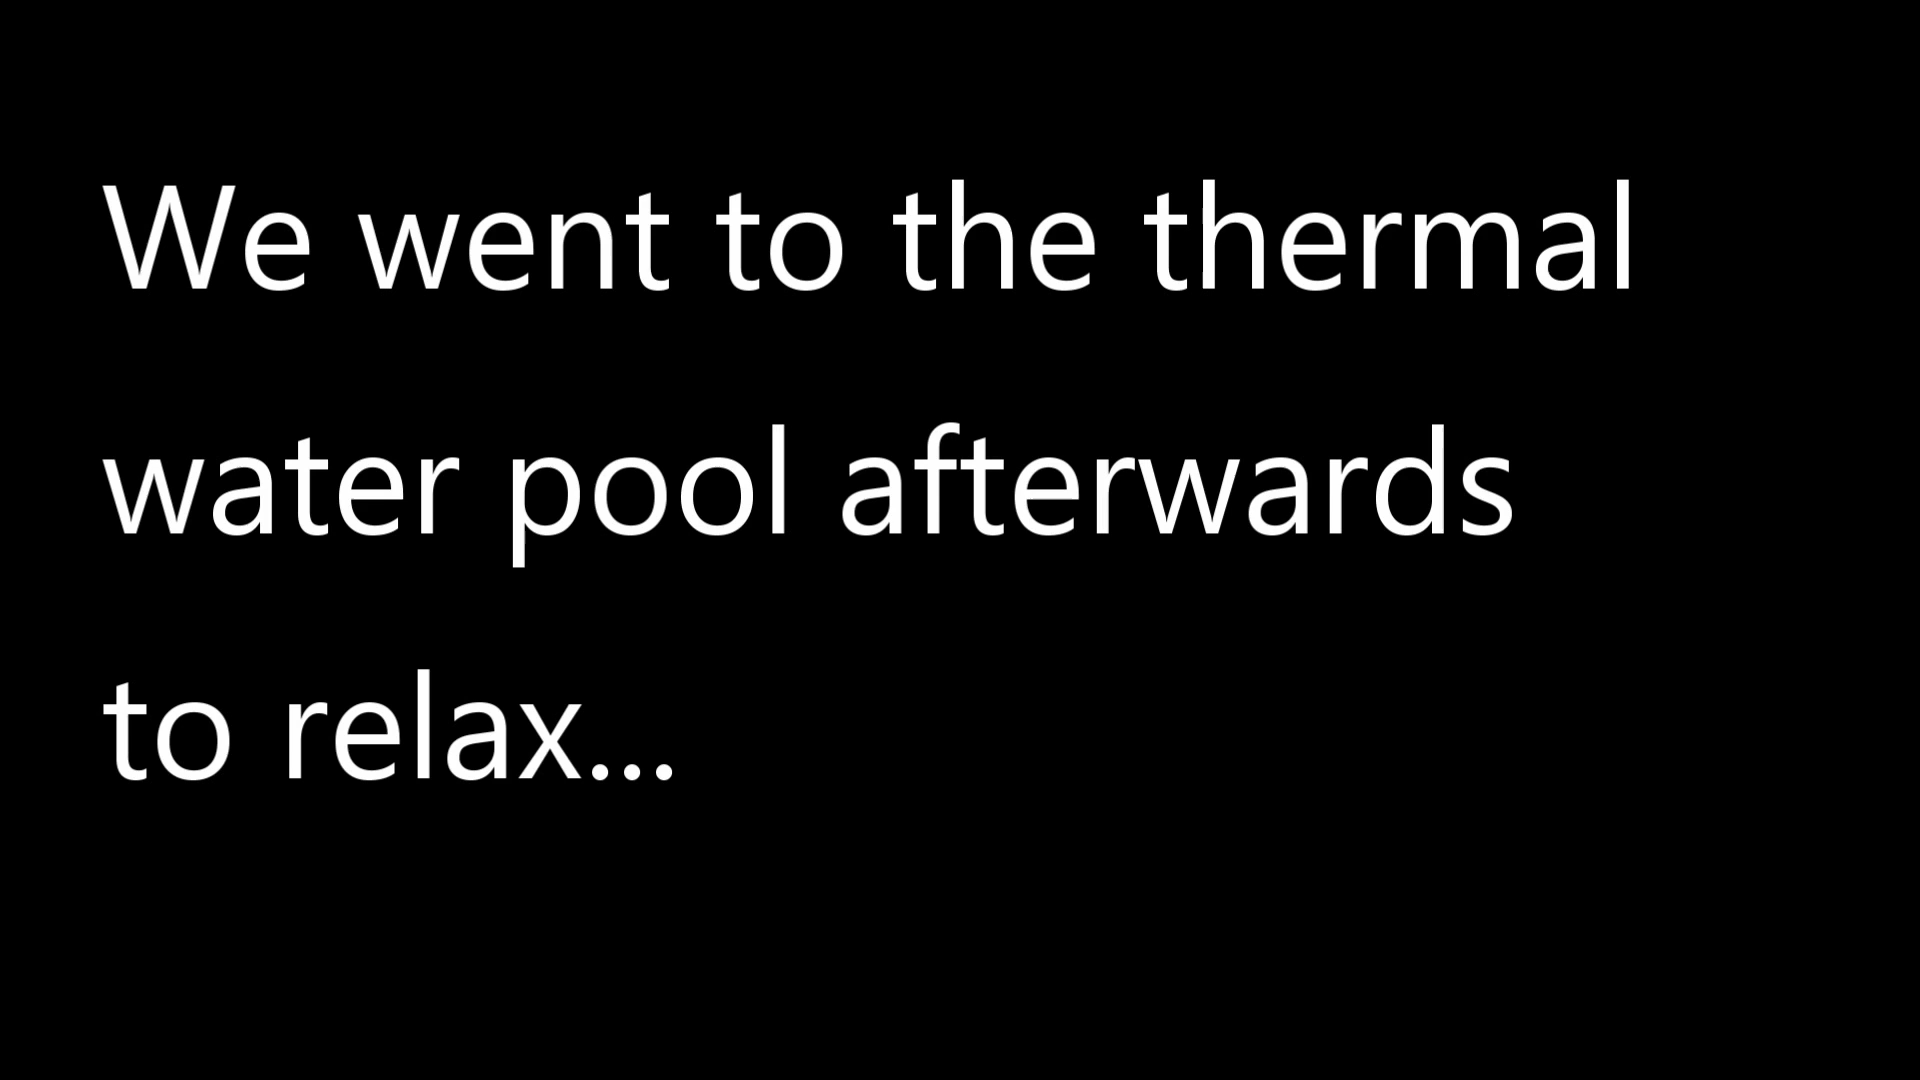 We went to the thermal
water pool afterwards
to relax...